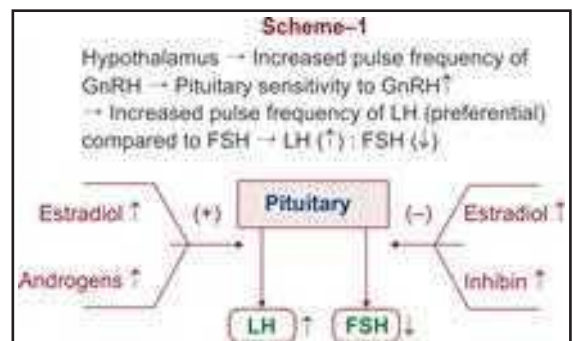 Scheme–1
Hypothalamus → Increased pulse frequency of
GnRH → Pituitary sensitivity to GnRH↑
→ Increased pulse frequency of LH (preferential)
compared to FSH → LH (↑) : FSH (↓)
Estradiol ↑ (+) Pituitary (–) Estradiol ↑
Androgens ↑ Inhibin ↑
LH ↑ FSH ↓